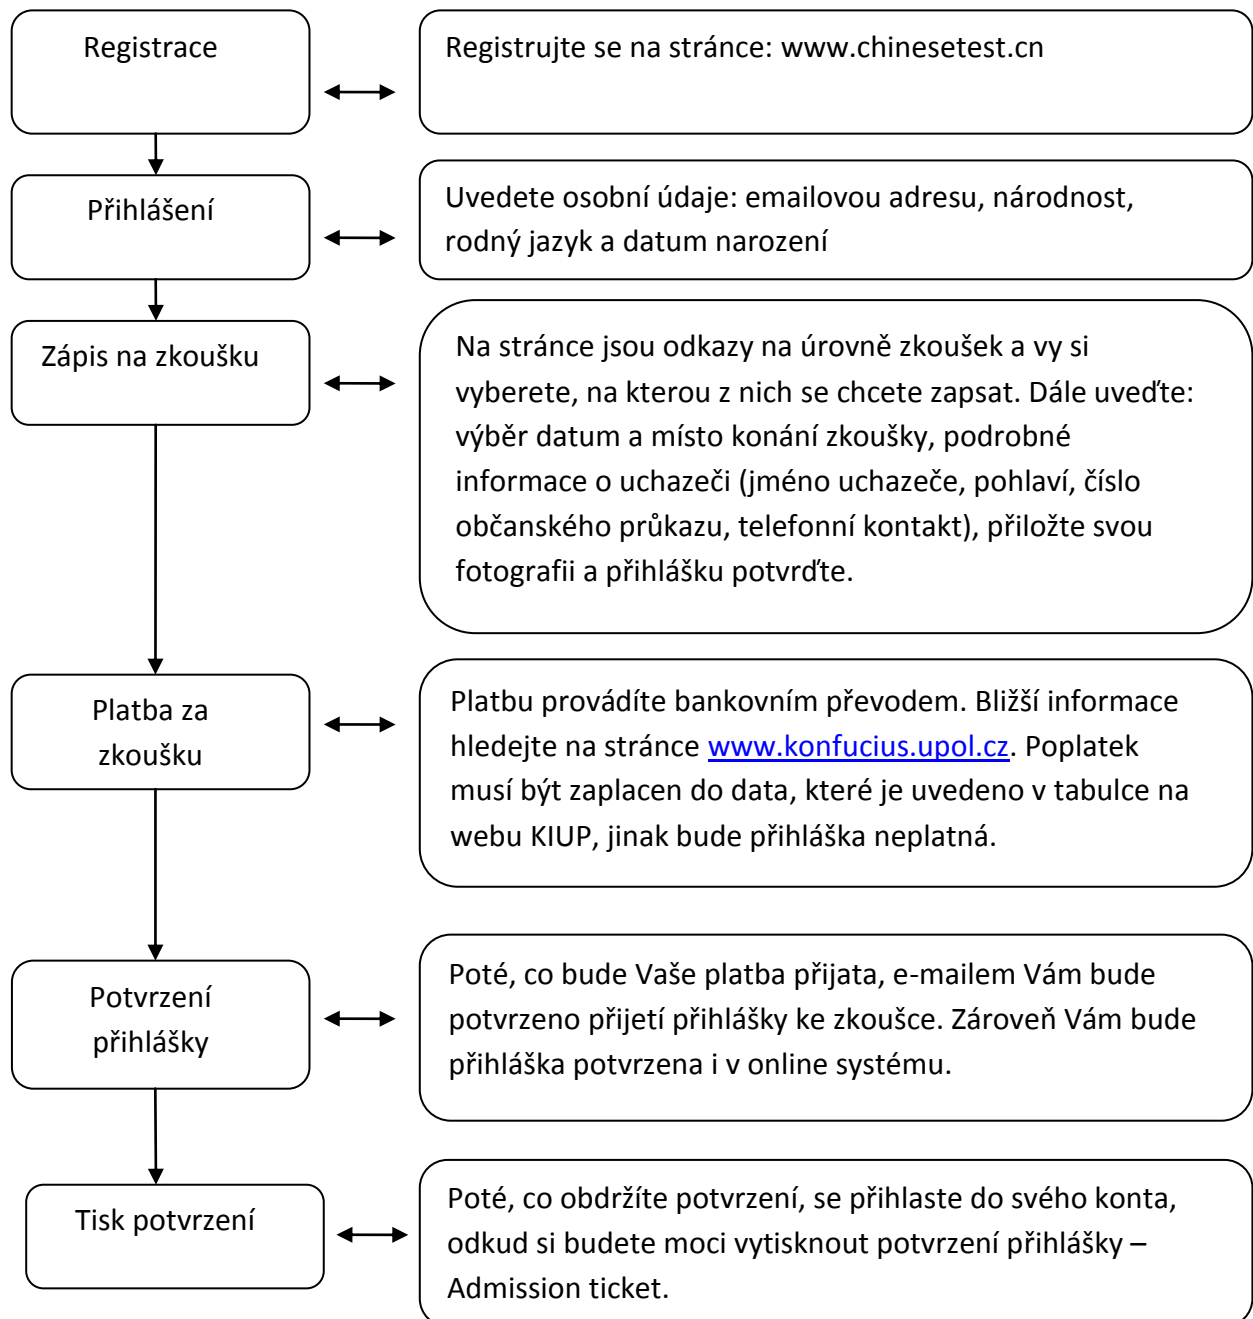 Registrace
Registrujte se na stránce: www.chinesetest.cn
Přihlášení
Uvedete osobní údaje: emailovou adresu, národnost,
rodný jazyk a datum narození
Zápis na zkoušku
Na stránce jsou odkazy na úrovně zkoušek a vy si
vyberete, na kterou z nich se chcete zapsat. Dále uveďte:
výběr datum a místo konání zkoušky, podrobné
informace o uchazeči (jméno uchazeče, pohlaví, číslo
občanského průkazu, telefonní kontakt), přiložte svou
fotografii a přihlášku potvrďte.
Platba za
zkoušku
Platbu provádíte bankovním převodem. Bližší informace
hledejte na stránce www.konfucius.upol.cz. Poplatek
musí být zaplacen do data, které je uvedeno v tabulce na
webu KIUP, jinak bude přihláška neplatná.
Potvrzení
přihlášky
Poté, co bude Vaše platba přijata, e-mailem Vám bude
potvrzeno přijetí přihlášky ke zkoušce. Zároveň Vám bude
přihláška potvrzena i v online systému.
Tisk potvrzení
Poté, co obdržíte potvrzení, se přihlaste do svého konta,
odkud si budete moci vytisknout potvrzení přihlášky –
Admission ticket.